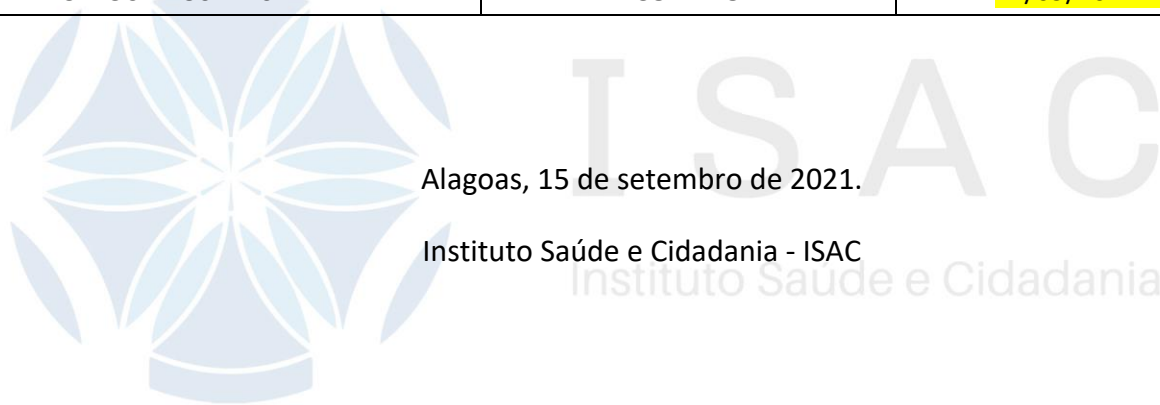 Alagoas, 15 de setembro de 2021.
ISAC
Instituto Saúde e Cidadania - ISAC
Instituto Saúde e Cidadania